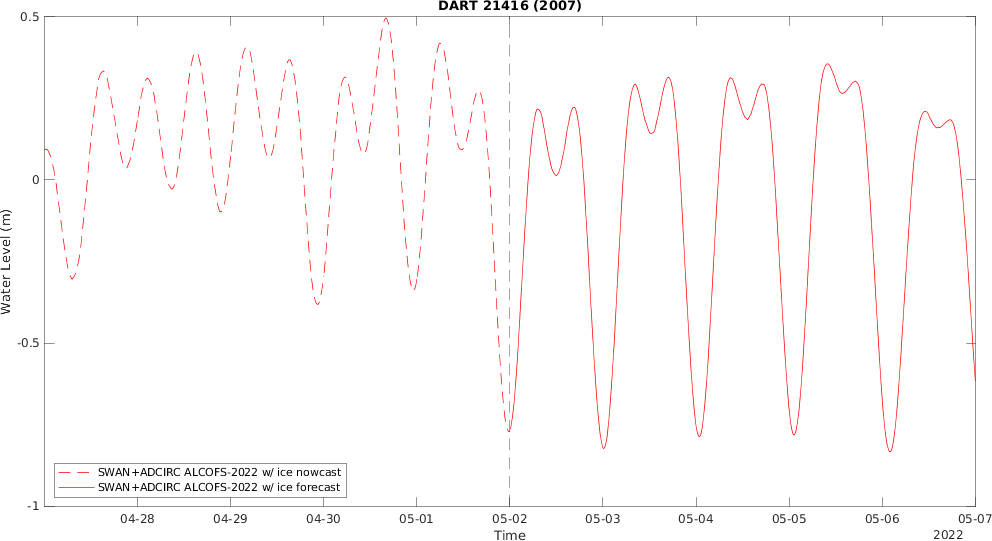 DART 21416 (2007)
0.5
0
-0.5
-1
Water Level (m)
SWAN+ADCIRC ALCOFS-2022 w/ ice nowcast
SWAN+ADCIRC ALCOFS-2022 w/ ice forecast
04-28 04-29 04-30 05-01 05-02 05-03 05-04 05-05 05-06 05-07
Time
2022